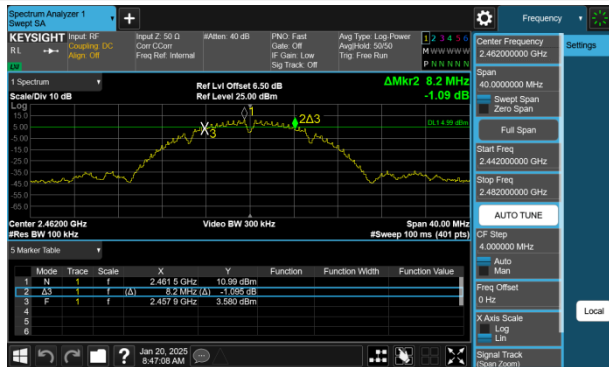 Spectrum Analyzer 1
Swept SA
Frequency
KEYSIGHT
RL
Input: RF
Coupling: DC
Align: Off
Input Z: 50 Ω
Corr CCorr
Freq Ref: Internal
#Atten: 40 dB
PNO: Fast
Gate: Off
IF Gain: Low
Sig Track: Off
Avg Type: Log-Power
Avg|Hold: 50/50
Trig: Free Run
1 2 3 4 5 6
M W W W W W
P N N N N N
Settings
1 Spectrum
Scale/Div 10 dB
Ref Lvl Offset 6.50 dB
Ref Level 25.00 dBm
ΔMkr2 8.2 MHz
-1.09 dB
Log
15.0
5.00
-5.00
-15.0
-25.0
-35.0
-45.0
-55.0
-65.0
1
2Δ3
3
DL1 4.59 dBm
Center 2.46200 GHz
#Res BW 100 kHz
Video BW 300 kHz
Span 40.00 MHz
#Sweep 100 ms (401 pts)
5 Marker Table
Mode Trace Scale X Y Function Function Width Function Value
1 N 1 f 2.461 5 GHz 10.99 dBm
2 Δ3 1 f (Δ) 8.2 MHz (Δ) -1.095 dB
3 F 1 f 2.457 9 GHz 3.580 dBm
4
5
6
Center Frequency
2.462000000 GHz
Span
40.0000000 MHz
Swept Span
Zero Span
Full Span
Start Freq
2.442000000 GHz
Stop Freq
2.482000000 GHz
AUTO TUNE
CF Step
4.000000 MHz
Auto
Man
Freq Offset
0 Hz
X Axis Scale
Log
Lin
Signal Track
(Span Zoom)
Local
?
Jan 20, 2025
8:47:08 AM